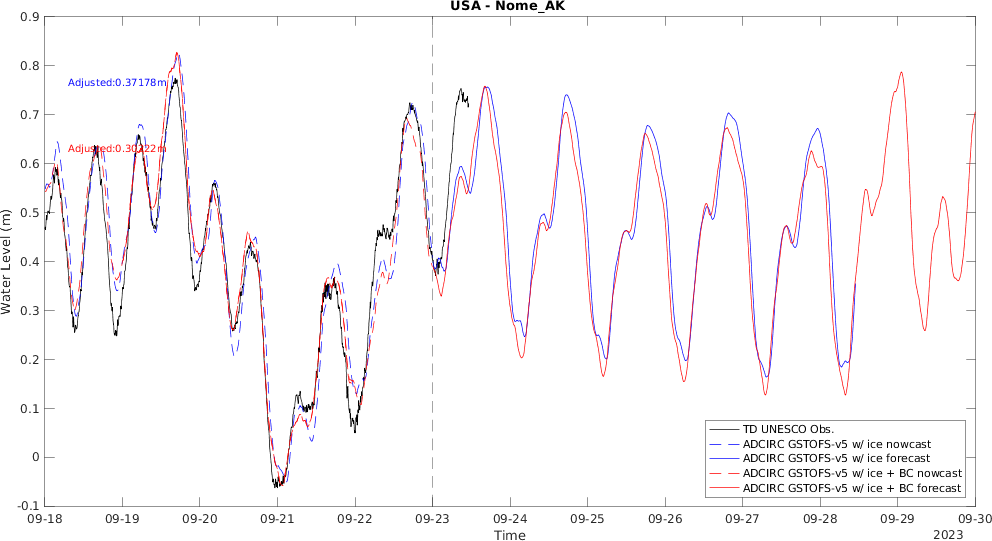 USA - Nome_AK
0.9
0.8
0.7
0.6
0.5
0.4
0.3
0.2
0.1
0
-0.1
Water Level (m)
Adjusted:0.37178m
Adjusted:0.30222m
TD UNESCO Obs.
ADCIRC GSTOFS-v5 w/ ice nowcast
ADCIRC GSTOFS-v5 w/ ice forecast
ADCIRC GSTOFS-v5 w/ ice + BC nowcast
ADCIRC GSTOFS-v5 w/ ice + BC forecast
09-18 09-19 09-20 09-21 09-22 09-23 09-24 09-25 09-26 09-27 09-28 09-29 09-30
Time
2023